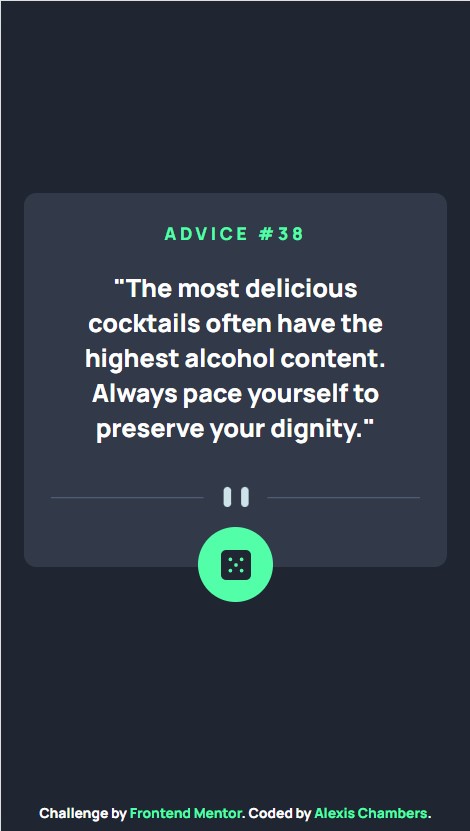 ADVICE #38
"The most delicious
cocktails often have the
highest alcohol content.
Always pace yourself to
preserve your dignity."
Challenge by Frontend Mentor. Coded by Alexis Chambers.